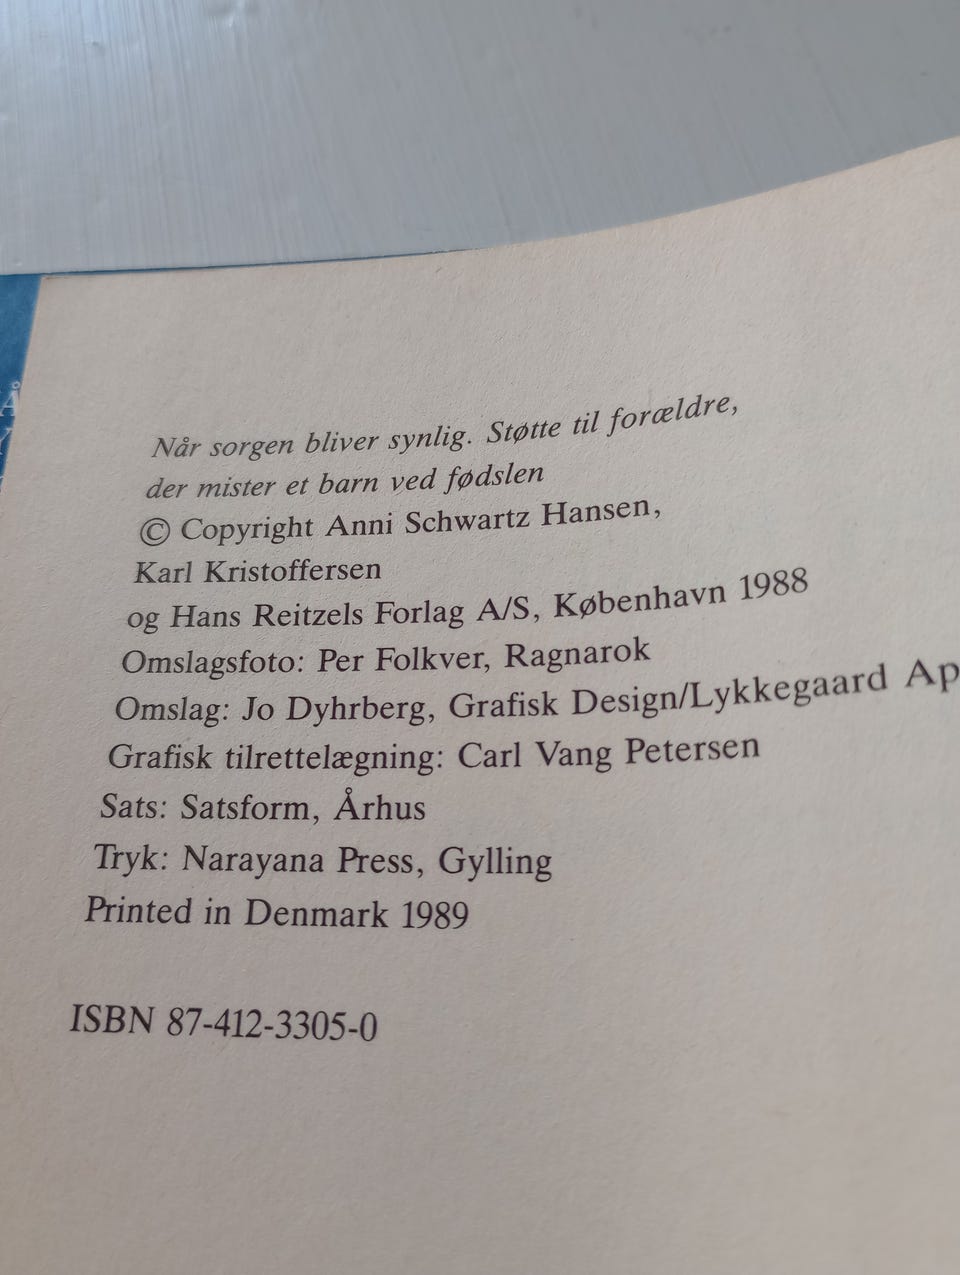 Når sorgen bliver synlig. Støtte til forældre,
der mister et barn ved fødslen
© Copyright Anni Schwartz Hansen,
Karl Kristoffersen
og Hans Reitzels Forlag A/S, København 1988
Omslagsfoto: Per Folkver, Ragnarok
Omslag: Jo Dyhrberg, Grafisk Design/Lykkegaard Ap
Grafisk tilrettelægning: Carl Vang Petersen
Sats: Satsform, Århus
Tryk: Narayana Press, Gylling
Printed in Denmark 1989
ISBN 87-412-3305-0